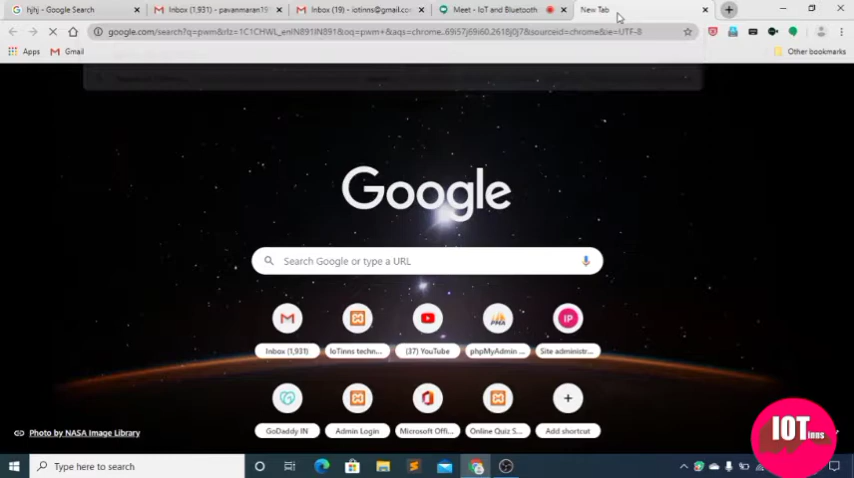 hjhj - Google Search
Inbox (1,931) - pavanmaran19
Inbox (19) - iotinns@gmail.co
Meet - IoT and Bluetooth
New Tab
google.com/search?q=pwm&rlz=1C1CHWL_enIN891IN891&oq=pwm+&aqs=chrome..69i57j69i60.2618j0j7&sourceid=chrome&ie=UTF-8
Apps
Gmail
Other bookmarks
Google
Search Google or type a URL
Inbox (1,931)
IoTinns techn...
(37) YouTube
phpMyAdmin ...
Site administr...
GoDaddy IN
Admin Login
Microsoft Offi...
Online Quiz S...
Add shortcut
Photo by NASA Image Library
Type here to search
IOT
inns